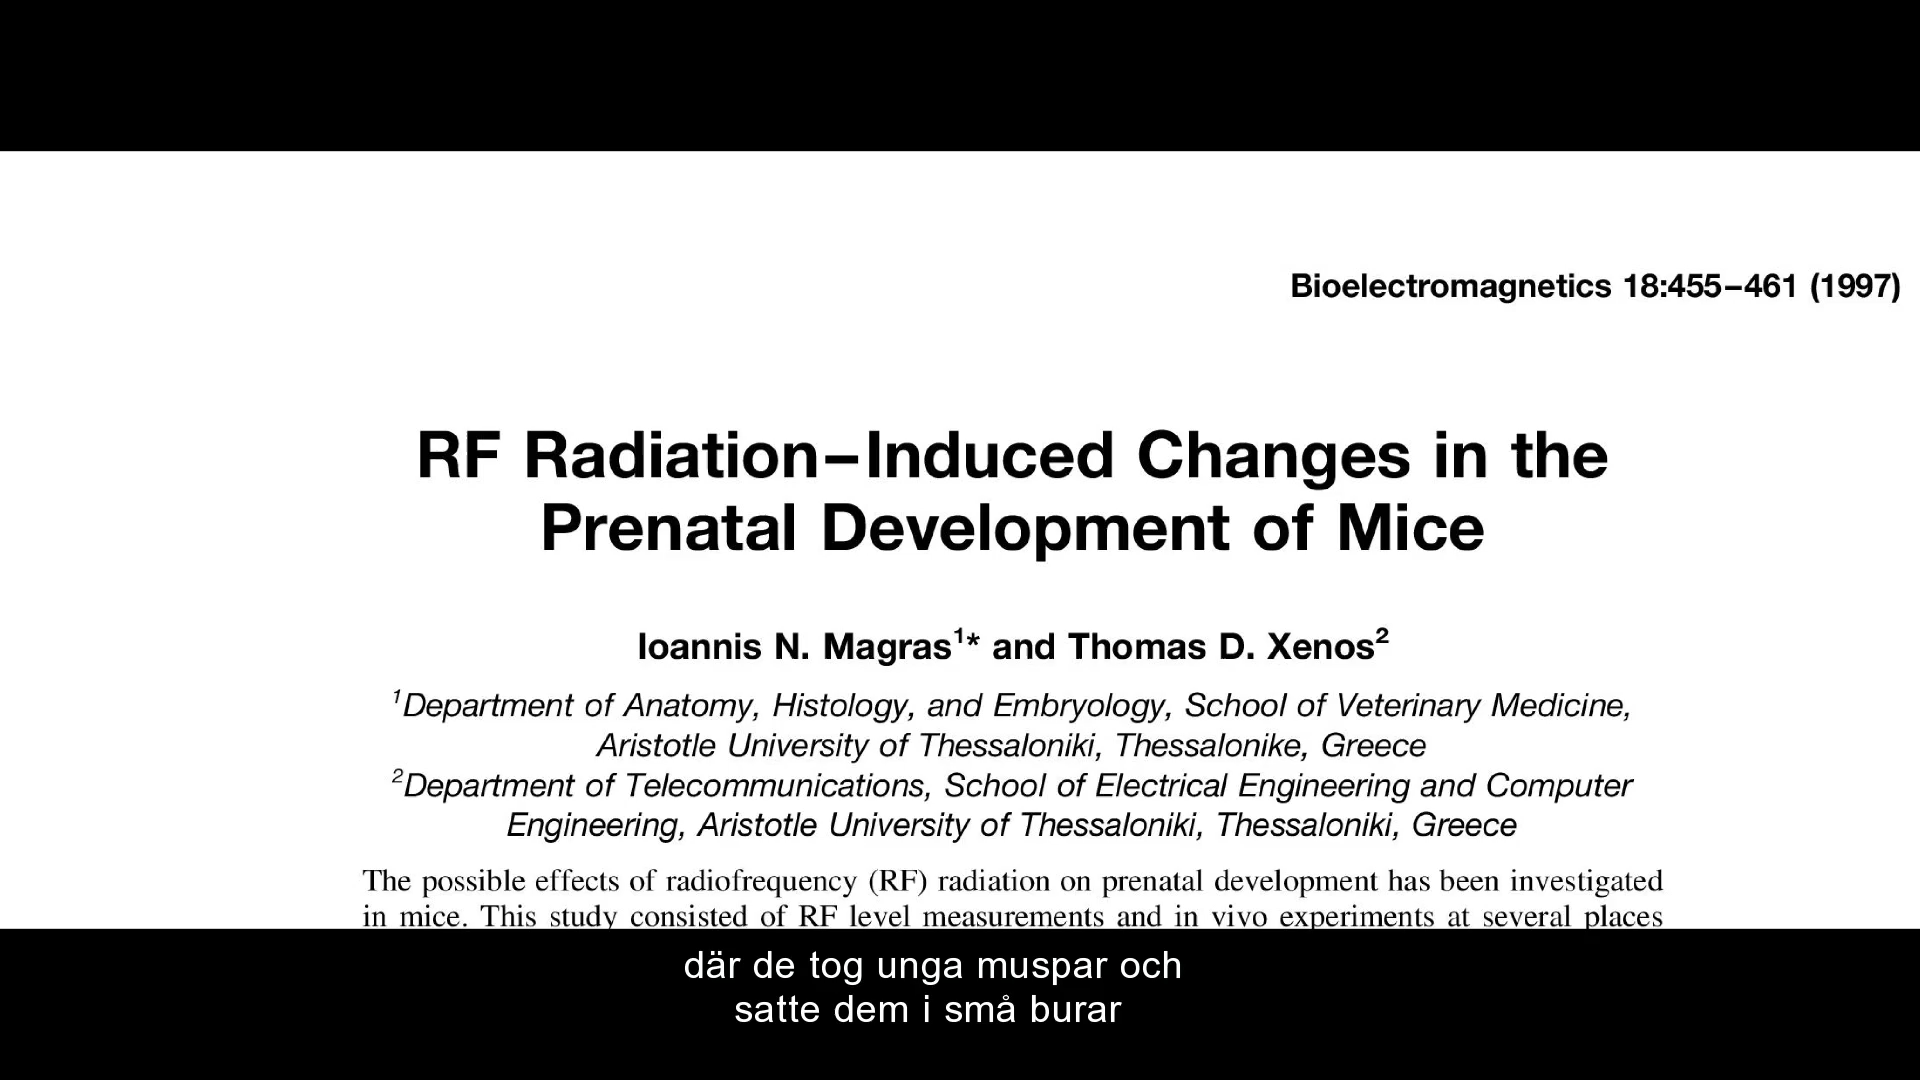 Bioelectromagnetics 18:455–461 (1997)
RF Radiation–Induced Changes in the
Prenatal Development of Mice
Ioannis N. Magras¹* and Thomas D. Xenos²
¹Department of Anatomy, Histology, and Embryology, School of Veterinary Medicine,
Aristotle University of Thessaloniki, Thessalonike, Greece
²Department of Telecommunications, School of Electrical Engineering and Computer
Engineering, Aristotle University of Thessaloniki, Thessaloniki, Greece
The possible effects of radiofrequency (RF) radiation on prenatal development has been investigated
in mice. This study consisted of RF level measurements and in vivo experiments at several places
där de tog unga muspar och
satte dem i små burar